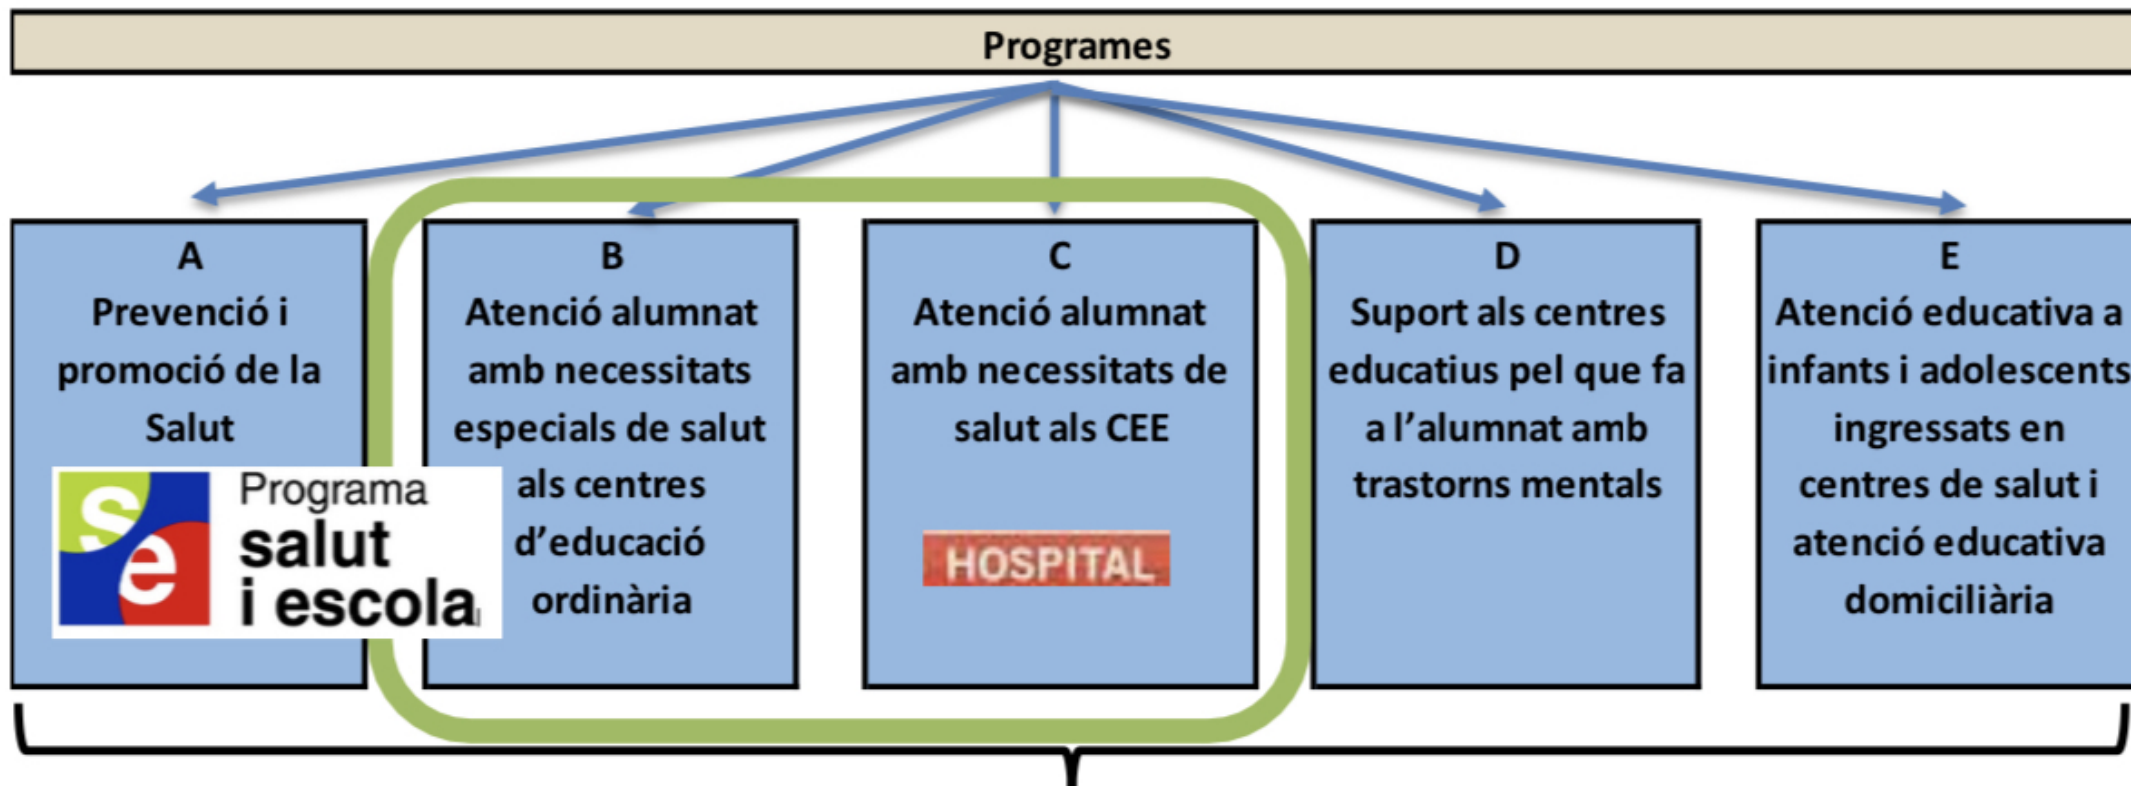 Programes
A
Prevenció i
promoció de la
Salut
se
Programa
salut
i escola
B
Atenció alumnat
amb necessitats
especials de salut
als centres
d’educació
ordinària
C
Atenció alumnat
amb necessitats de
salut als CEE
HOSPITAL
D
Suport als centres
educatius pel que fa
a l’alumnat amb
trastorns mentals
E
Atenció educativa a
infants i adolescents
ingressats en
centres de salut i
atenció educativa
domiciliària